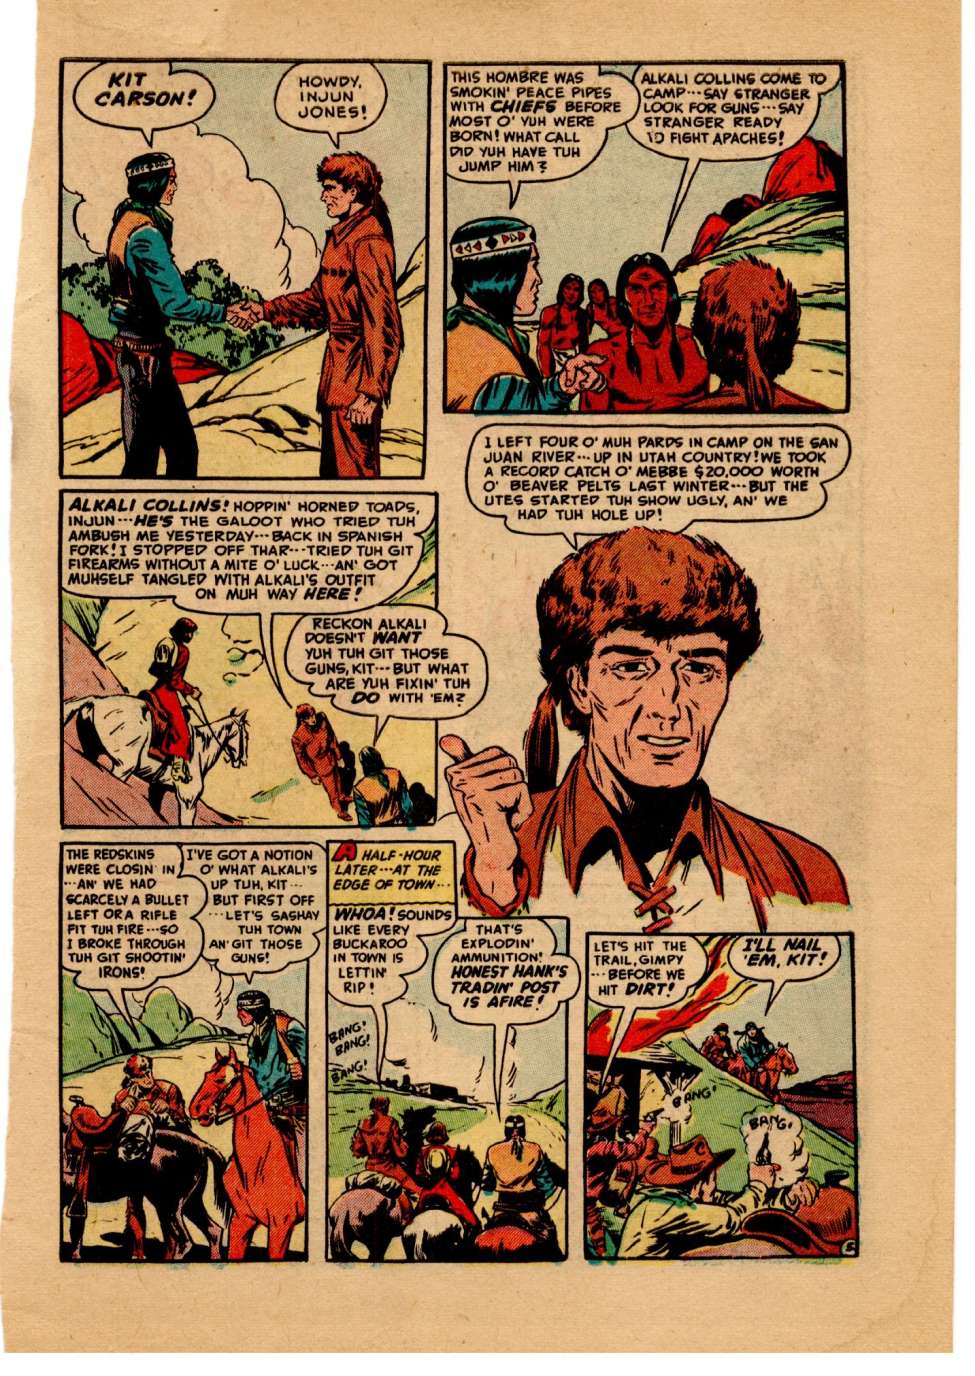 KIT
CARSON!
HOWDY,
INJUN
JONES!
THIS HOMBRE WAS
SMOKIN' PEACE PIPES
WITH CHIEFS BEFORE
MOST O' YUH WERE
BORN! WHAT CALL
DID YUH HAVE TUH
JUMP HIM?
ALKALI COLLINS COME TO
CAMP---SAY STRANGER
LOOK FOR GUNS---SAY
STRANGER READY
TO FIGHT APACHES!
ALKALI COLLINS! HOPPIN' HORNED TOADS,
INJUN---HE'S THE GALOOT WHO TRIED TUH
AMBUSH ME YESTERDAY---BACK IN SPANISH
FORK! I STOPPED OFF THAR---TRIED TUH GIT
FIREARMS WITHOUT A MITE O' LUCK---AN' GOT
MUHSELF TANGLED WITH ALKALI'S OUTFIT
ON MUH WAY HERE!
RECKON ALKALI
DOESN'T WANT
YUH TUH GIT THOSE
GUNS, KIT---BUT WHAT
ARE YUH FIXIN' TUH
DO WITH 'EM?
I LEFT FOUR O' MUH PARDS IN CAMP ON THE SAN
JUAN RIVER---UP IN UTAH COUNTRY! WE TOOK
A RECORD CATCH O' MEBBE $20,000 WORTH
O' BEAVER PELTS LAST WINTER---BUT THE
UTES STARTED TUH SHOW UGLY, AN' WE
HAD TUH HOLE UP!
THE REDSKINS
WERE CLOSIN' IN
---AN' WE HAD
SCARCELY A BULLET
LEFT OR A RIFLE
FIT TUH FIRE---SO
I BROKE THROUGH
TUH GIT SHOOTIN'
IRONS!
I'VE GOT A NOTION
O' WHAT ALKALI'S
UP TUH, KIT---
BUT FIRST OFF
---LET'S SASHAY
TUH TOWN
AN' GIT THOSE
GUNS!
A HALF-HOUR
LATER---AT THE
EDGE OF TOWN---
WHOA! SOUNDS
LIKE EVERY
BUCKAROO
IN TOWN IS
LETTIN'
RIP!
THAT'S
EXPLODIN'
AMMUNITION!
HONEST HANK'S
TRADIN' POST
IS AFIRE!
BANG!
BANG!
BANG!
LET'S HIT THE
TRAIL, GIMPY
---BEFORE WE
HIT DIRT!
I'LL NAIL
'EM, KIT!
BANG!
BANG!
5